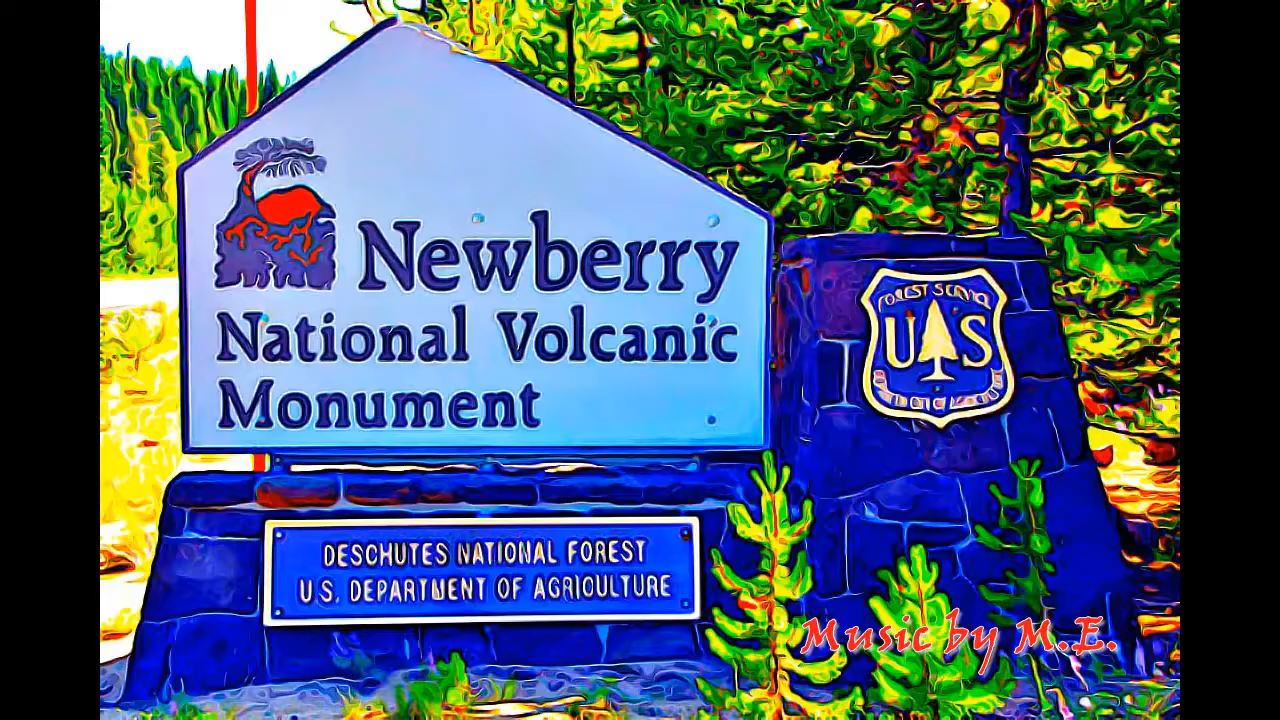 Newberry
National Volcanic
Monument
FOREST SERVICE
U S
DESCHUTES NATIONAL FOREST
U.S. DEPARTMENT OF AGRICULTURE
Music by M.E.